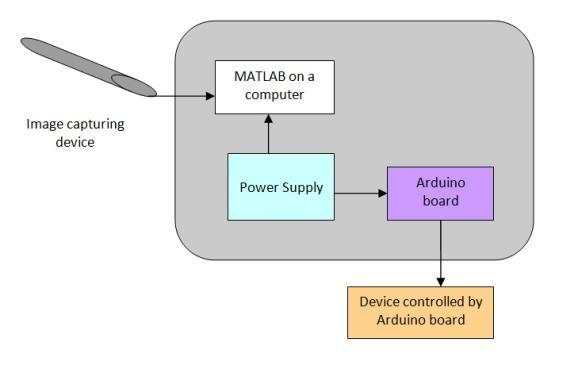 MATLAB on a
computer
Image capturing
device
Power Supply
Arduino
board
Device controlled by
Arduino board